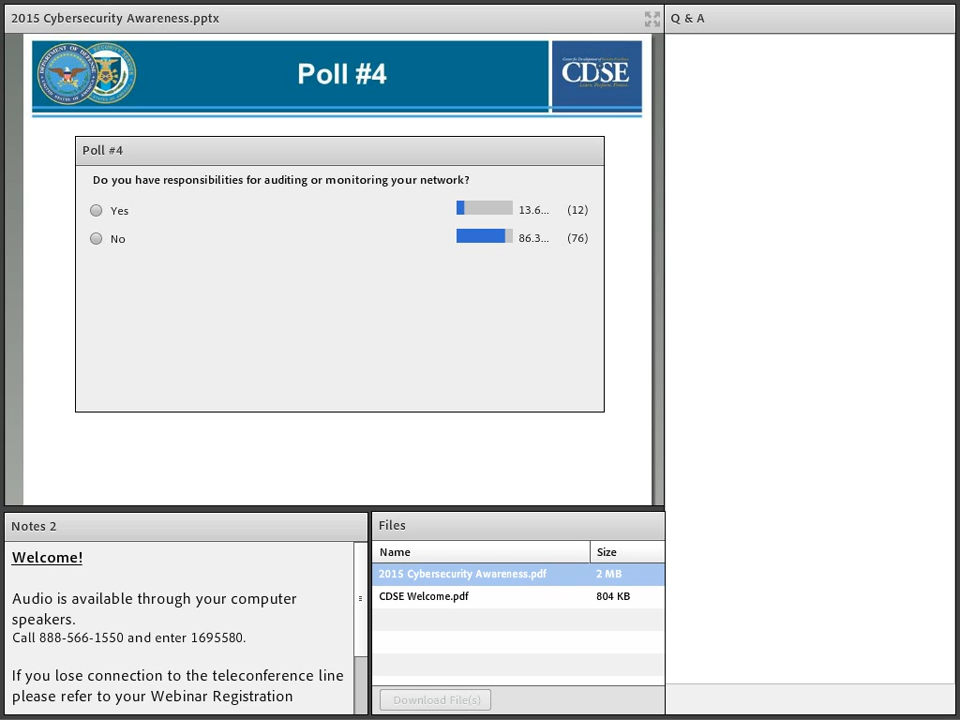 2015 Cybersecurity Awareness.pptx
Q & A
Poll #4
CDSE
Learn. Perform. Protect.
Poll #4
Do you have responsibilities for auditing or monitoring your network?
Yes 13.6... (12)
No 86.3... (76)
Notes 2
Welcome!
Audio is available through your computer
speakers.
Call 888-566-1550 and enter 1695580.
If you lose connection to the teleconference line
please refer to your Webinar Registration
Files
Name Size
2015 Cybersecurity Awareness.pdf 2 MB
CDSE Welcome.pdf 804 KB
Download File(s)